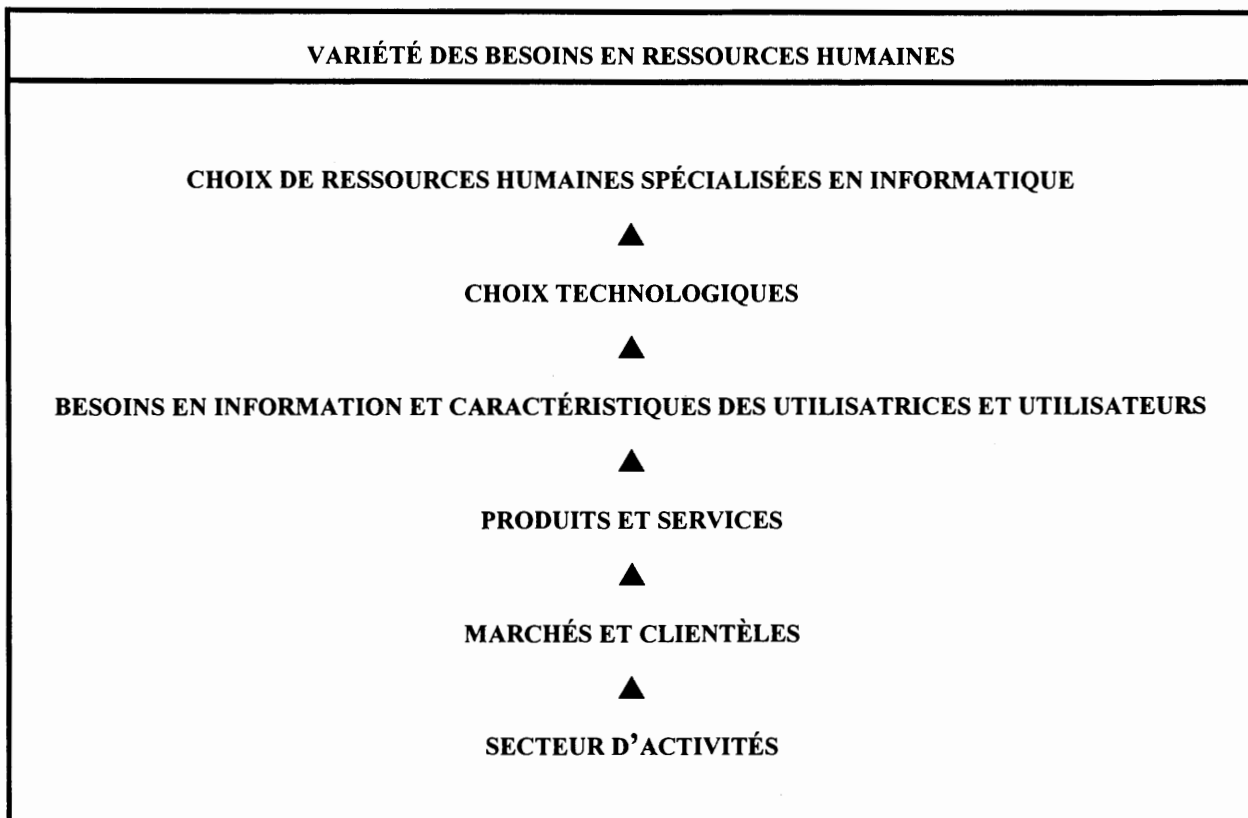 VARIÉTÉ DES BESOINS EN RESSOURCES HUMAINES
CHOIX DE RESSOURCES HUMAINES SPÉCIALISÉES EN INFORMATIQUE
CHOIX TECHNOLOGIQUES
BESOINS EN INFORMATION ET CARACTÉRISTIQUES DES UTILISATRICES ET UTILISATEURS
PRODUITS ET SERVICES
MARCHÉS ET CLIENTÈLES
SECTEUR D'ACTIVITÉS